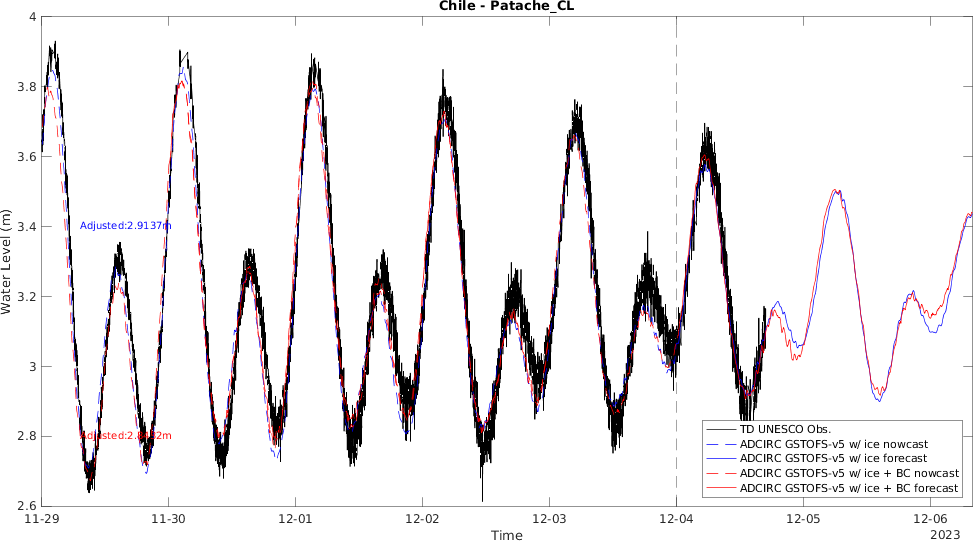 Chile - Patache_CL
4
3.8
3.6
3.4
3.2
3
2.8
2.6
Water Level (m)
Adjusted:2.9137m
TD UNESCO Obs.
ADCIRC GSTOFS-v5 w/ ice nowcast
ADCIRC GSTOFS-v5 w/ ice forecast
ADCIRC GSTOFS-v5 w/ ice + BC nowcast
ADCIRC GSTOFS-v5 w/ ice + BC forecast
11-29 11-30 12-01 12-02 12-03 12-04 12-05 12-06
Time
2023